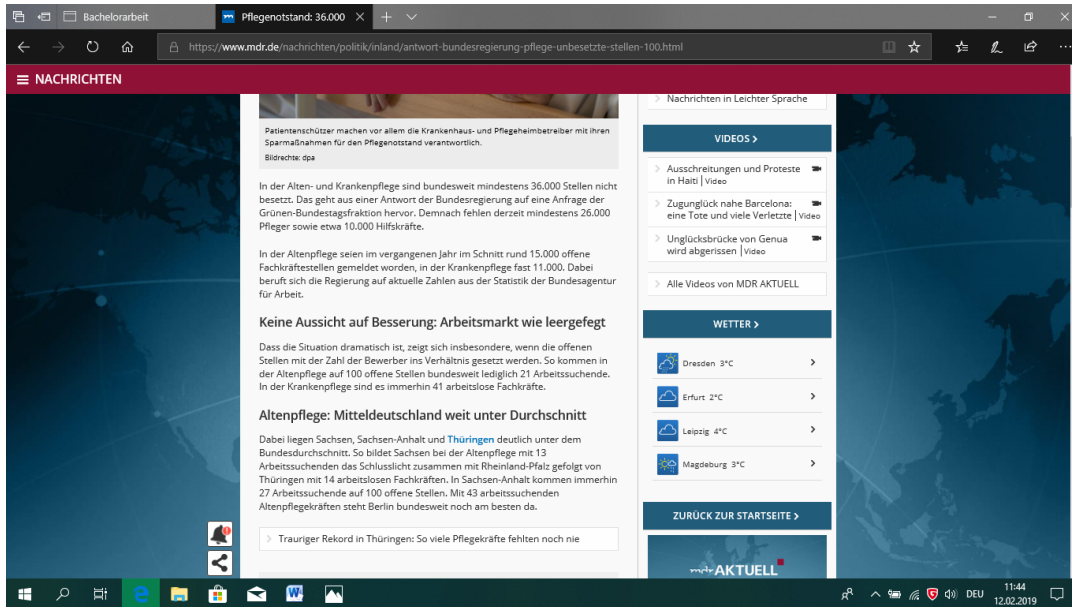 Bachelorarbeit
Pflegenotstand: 36.000
https://www.mdr.de/nachrichten/politik/inland/antwort-bundesregierung-pflege-unbesetzte-stellen-100.html
NACHRICHTEN
Patientenschützer machen vor allem die Krankenhaus- und Pflegeheimbetreiber mit ihren
Sparmaßnahmen für den Pflegenotstand verantwortlich.
Bildrechte: dpa
In der Alten- und Krankenpflege sind bundesweit mindestens 36.000 Stellen nicht
besetzt. Das geht aus einer Antwort der Bundesregierung auf eine Anfrage der
Grünen-Bundestagsfraktion hervor. Demnach fehlen derzeit mindestens 26.000
Pfleger sowie etwa 10.000 Hilfskräfte.
In der Altenpflege seien im vergangenen Jahr im Schnitt rund 15.000 offene
Fachkräftestellen gemeldet worden, in der Krankenpflege fast 11.000. Dabei
beruft sich die Regierung auf aktuelle Zahlen aus der Statistik der Bundesagentur
für Arbeit.
Keine Aussicht auf Besserung: Arbeitsmarkt wie leergefegt
Dass die Situation dramatisch ist, zeigt sich insbesondere, wenn die offenen
Stellen mit der Zahl der Bewerber ins Verhältnis gesetzt werden. So kommen in
der Altenpflege auf 100 offene Stellen bundesweit lediglich 21 Arbeitssuchende.
In der Krankenpflege sind es immerhin 41 arbeitslose Fachkräfte.
Altenpflege: Mitteldeutschland weit unter Durchschnitt
Dabei liegen Sachsen, Sachsen-Anhalt und Thüringen deutlich unter dem
Bundesdurchschnitt. So bildet Sachsen bei der Altenpflege mit 13
Arbeitssuchenden das Schlusslicht zusammen mit Rheinland-Pfalz gefolgt von
Thüringen mit 14 arbeitslosen Fachkräften. In Sachsen-Anhalt kommen immerhin
27 Arbeitssuchende auf 100 offene Stellen. Mit 43 arbeitssuchenden
Altenpflegekräften steht Berlin bundesweit noch am besten da.
Trauriger Rekord in Thüringen: So viele Pflegekräfte fehlten noch nie
Nachrichten in Leichter Sprache
VIDEOS
Ausschreitungen und Proteste
in Haiti | Video
Zugunglück nahe Barcelona:
eine Tote und viele Verletzte | Video
Unglücksbrücke von Genua
wird abgerissen | Video
Alle Videos von MDR AKTUELL
WETTER
Dresden 3°C
Erfurt 2°C
Leipzig 4°C
Magdeburg 3°C
ZURÜCK ZUR STARTSEITE
mdr AKTUELL
DEU
11:44
12.02.2019